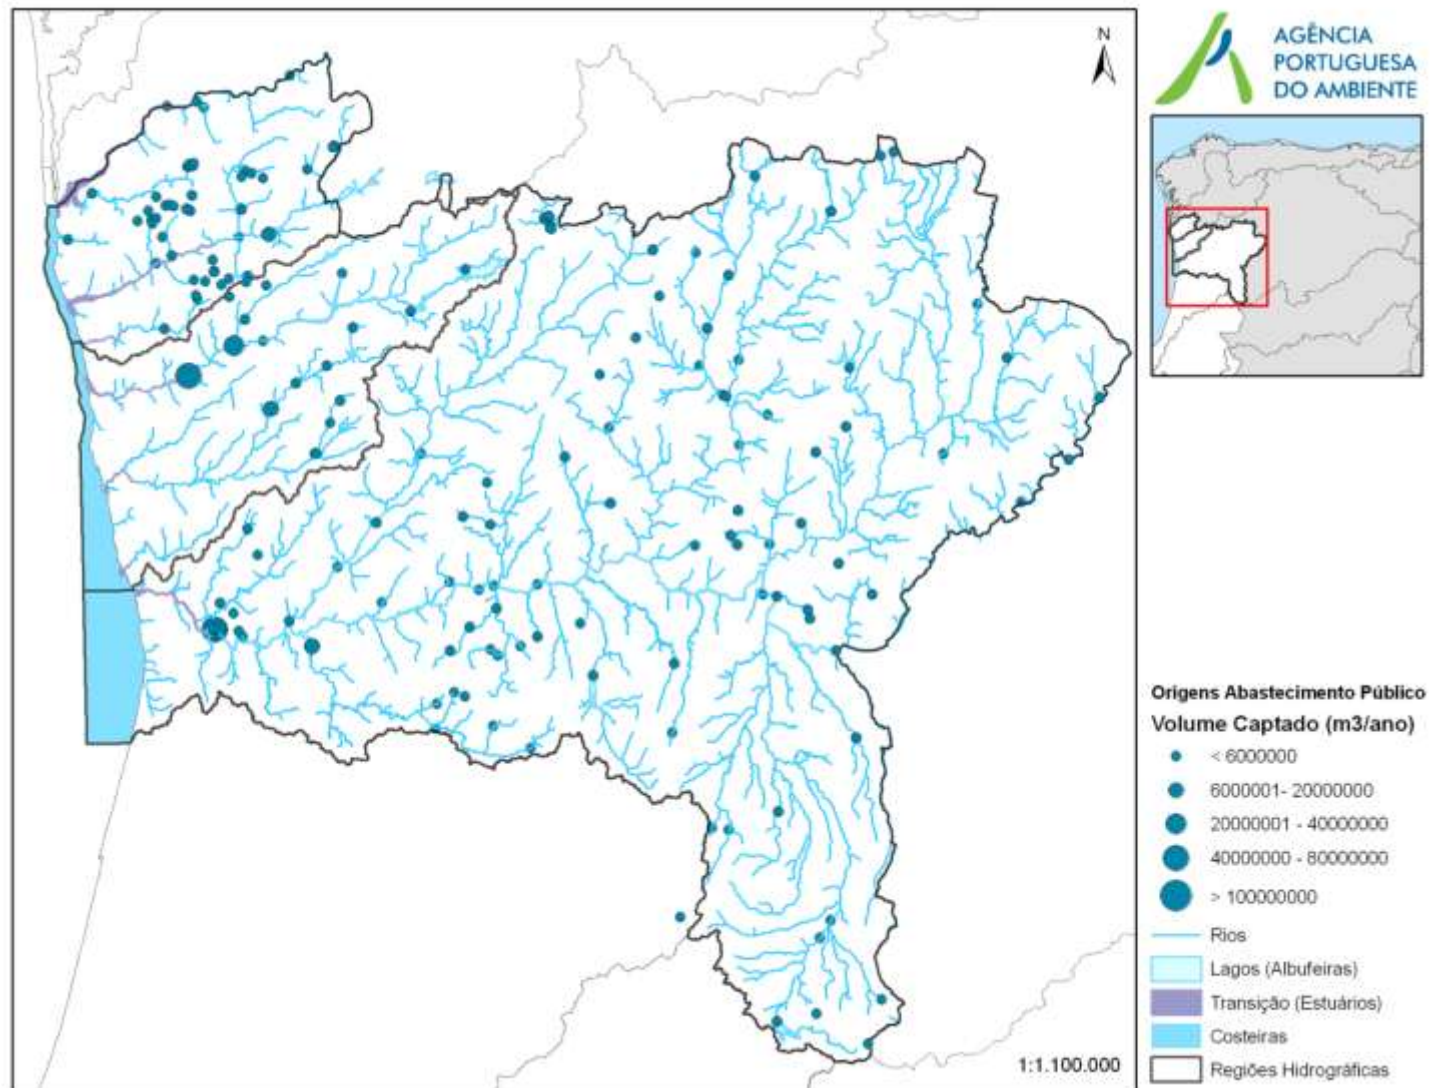 N
AGÊNCIA
PORTUGUESA
DO AMBIENTE
Origens Abastecimento Público
Volume Captado (m3/ano)
< 6000000
6000001- 20000000
20000001 - 40000000
40000000 - 80000000
> 100000000
Rios
Lagos (Albufeiras)
Transição (Estuários)
Costeiras
Regiões Hidrográficas
1:1.100.000